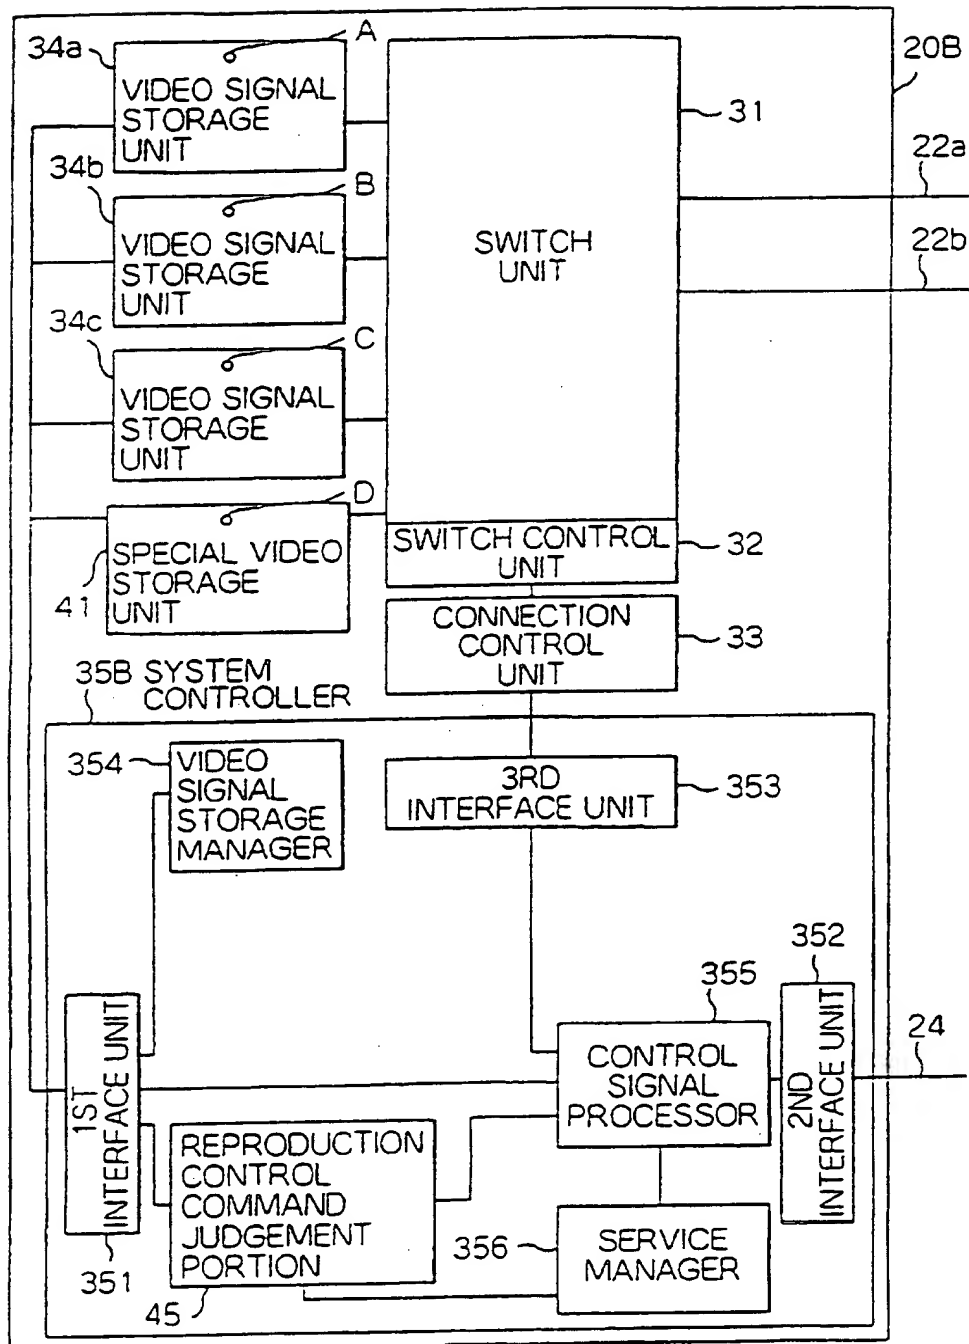 34a
A
VIDEO SIGNAL
STORAGE
UNIT
20B
31
22a
34b
B
VIDEO SIGNAL
STORAGE
UNIT
SWITCH
UNIT
22b
34c
C
VIDEO SIGNAL
STORAGE
UNIT
D
SPECIAL VIDEO
STORAGE
UNIT
41
SWITCH CONTROL
UNIT
32
CONNECTION
CONTROL
UNIT
33
35B SYSTEM
CONTROLLER
354
VIDEO
SIGNAL
STORAGE
MANAGER
3RD
INTERFACE UNIT
353
352
355
1ST
INTERFACE UNIT
CONTROL
SIGNAL
PROCESSOR
2ND
INTERFACE UNIT
24
REPRODUCTION
CONTROL
COMMAND
JUDGEMENT
PORTION
356
SERVICE
MANAGER
351
45